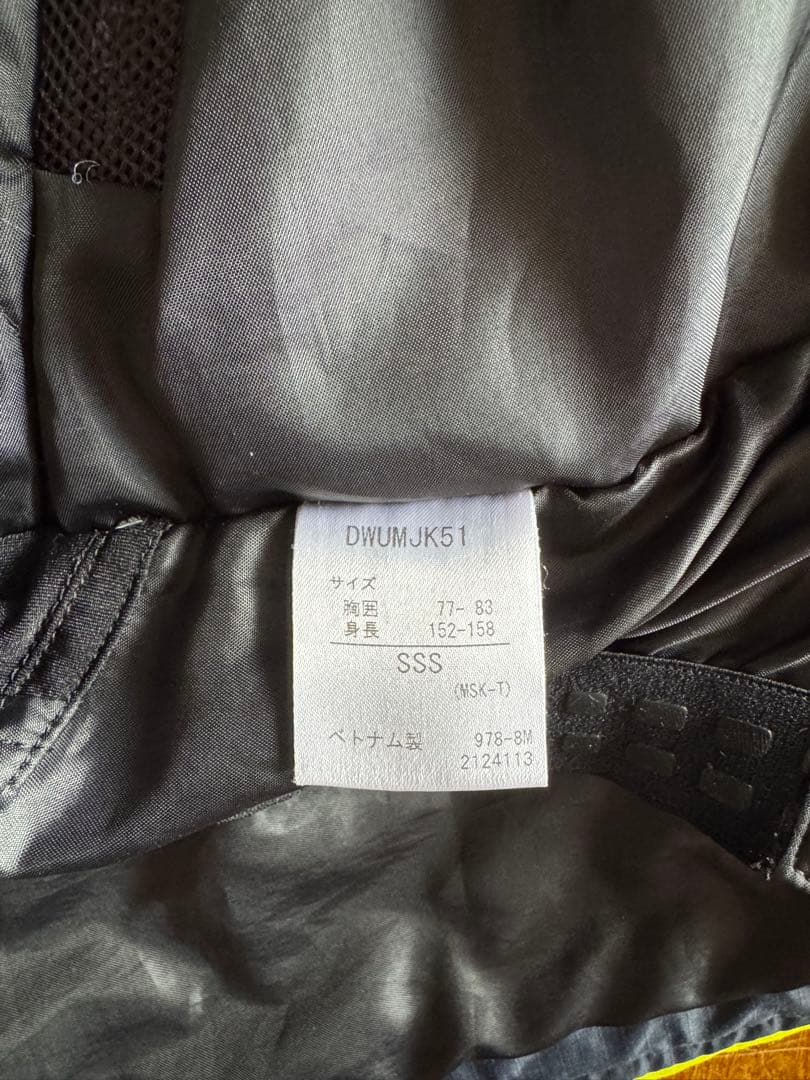 DWUMJK51
サイズ
胸囲 77- 83
身長 152-158
SSS
(MSK-T)
ベトナム製 978-8M
2124113